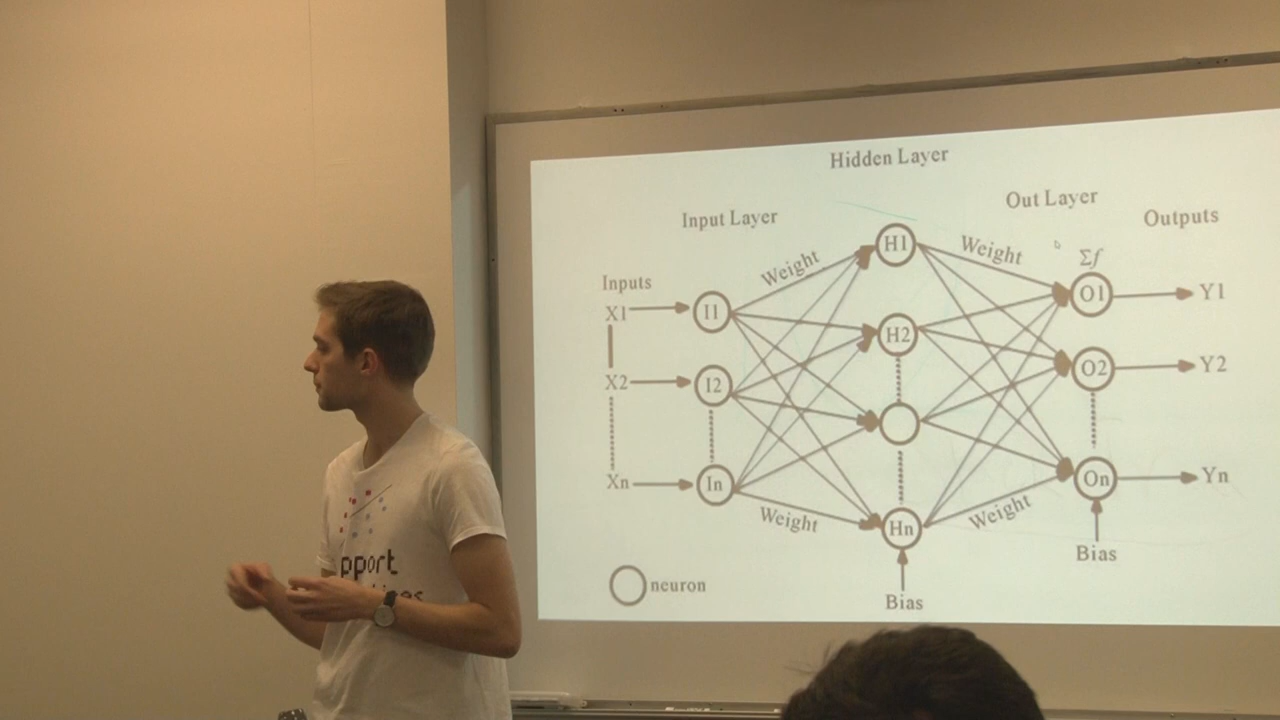 Hidden Layer
Input Layer
Out Layer
Outputs
Inputs
Weight
Weight
Σf
X1
I1
H1
O1
Y1
X2
I2
H2
O2
Y2
Xn
In
Hn
On
Yn
Weight
Weight
Bias
Bias
neuron
pport